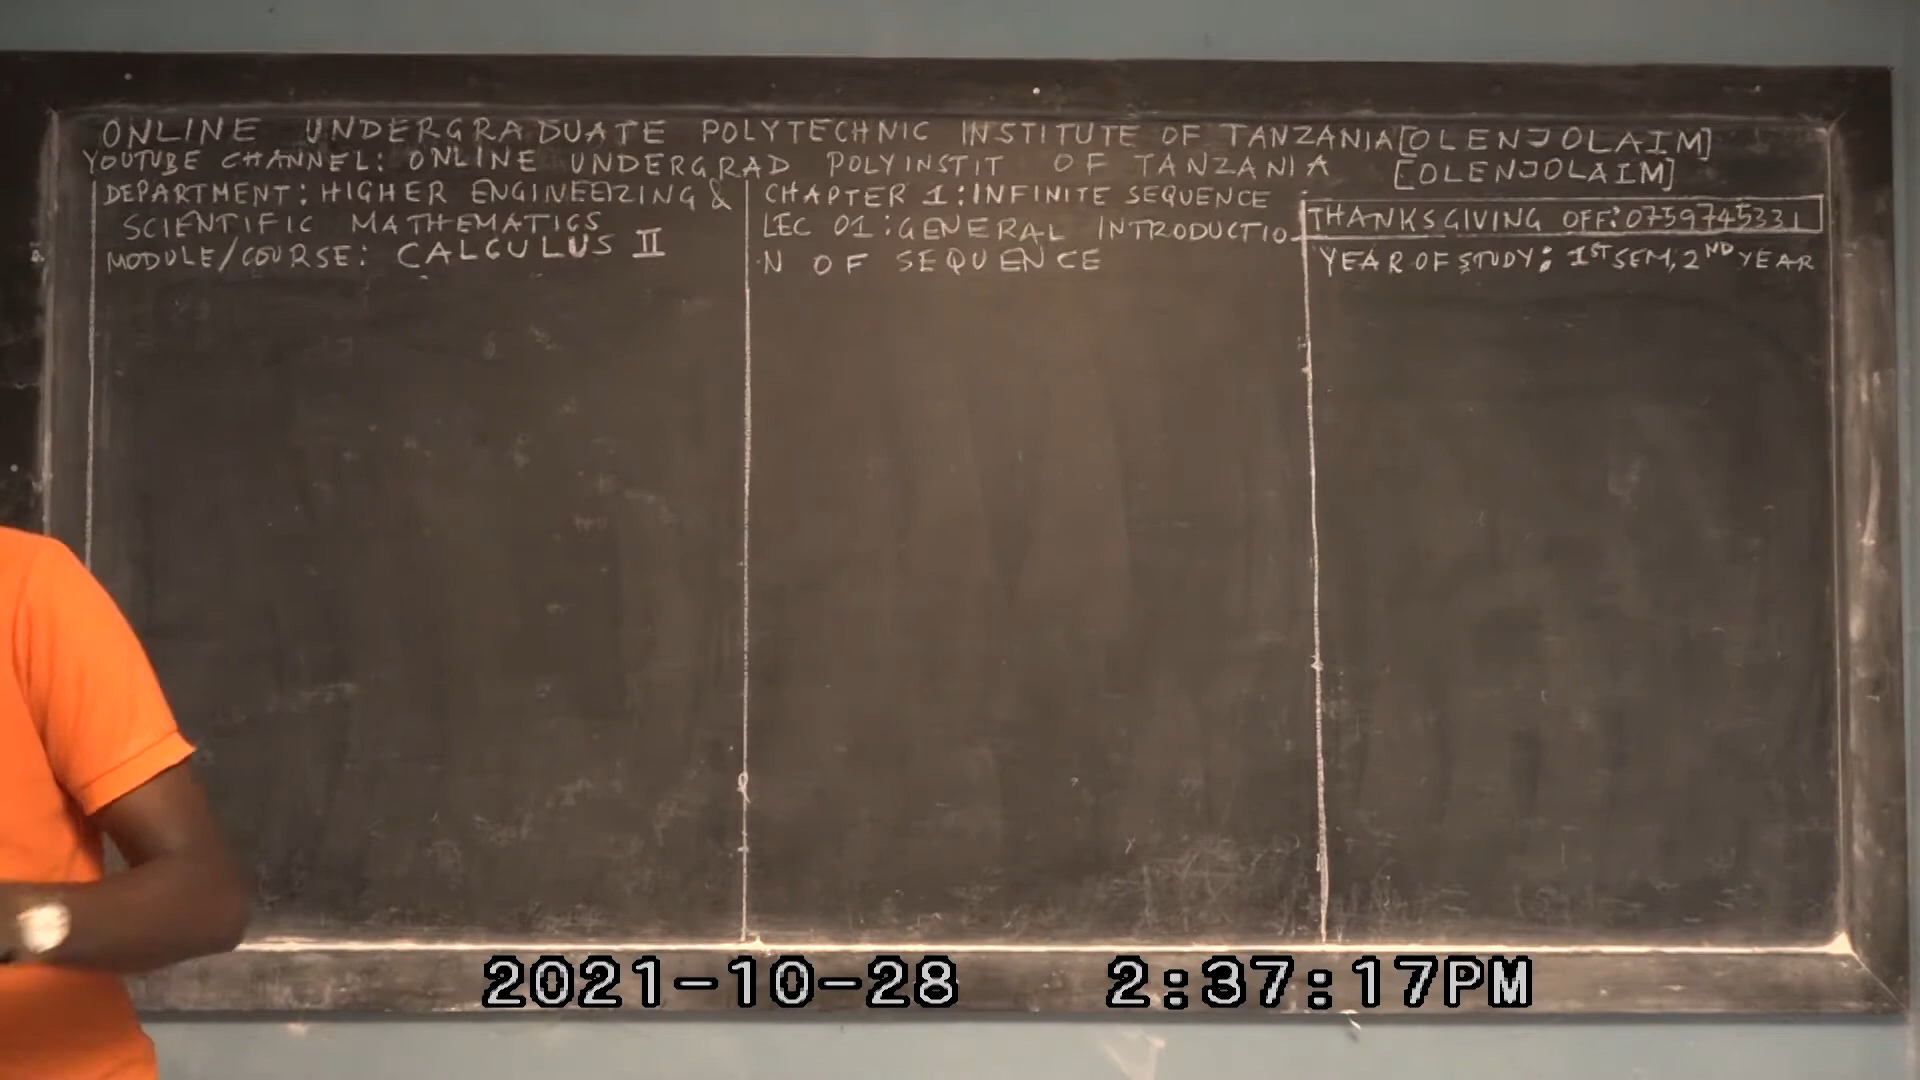 ONLINE UNDERGRADUATE POLYTECHNIC INSTITUTE OF TANZANIA[OLENJOLAIM]
YOUTUBE CHANNEL: ONLINE UNDERGRAD POLYINSTIT OF TANZANIA [OLENJOLAIM]
DEPARTMENT: HIGHER ENGINEERING &
SCIENTIFIC MATHEMATICS
MODULE/COURSE: CALCULUS II
CHAPTER 1: INFINITE SEQUENCE
LEC 01: GENERAL INTRODUCTIO
N OF SEQUENCE
THANKSGIVING OFF: 0759745331
YEAR OF STUDY: 1ST SEM, 2ND YEAR
2021-10-28 2:37:17PM